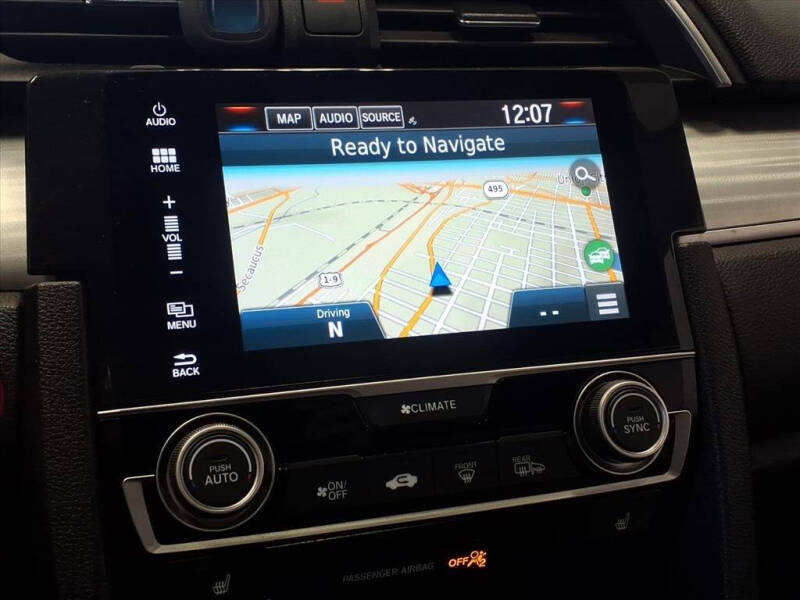 AUDIO
HOME
+
VOL
−
MENU
BACK
MAP AUDIO SOURCE 12:07
Ready to Navigate
495
Secaucus
1-9
Driving
N
--
CLIMATE
PUSH
AUTO
ON/
OFF
FRONT
REAR
PUSH
SYNC
PASSENGER AIRBAG OFF 2